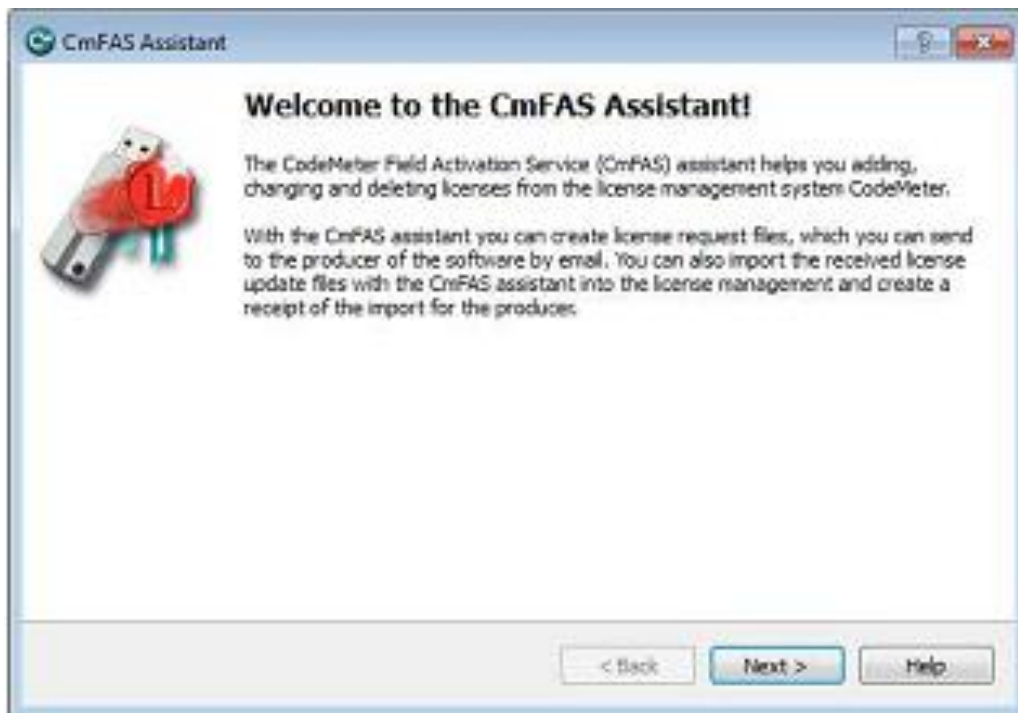 CmFAS Assistant
Welcome to the CmFAS Assistant!
The CodeMeter Field Activation Service (CmFAS) assistant helps you adding,
changing and deleting licenses from the license management system CodeMeter.
With the CmFAS assistant you can create license request files, which you can send
to the producer of the software by email. You can also import the received license
update files with the CmFAS assistant into the license management and create a
receipt of the import for the producer.
< Back
Next >
Help